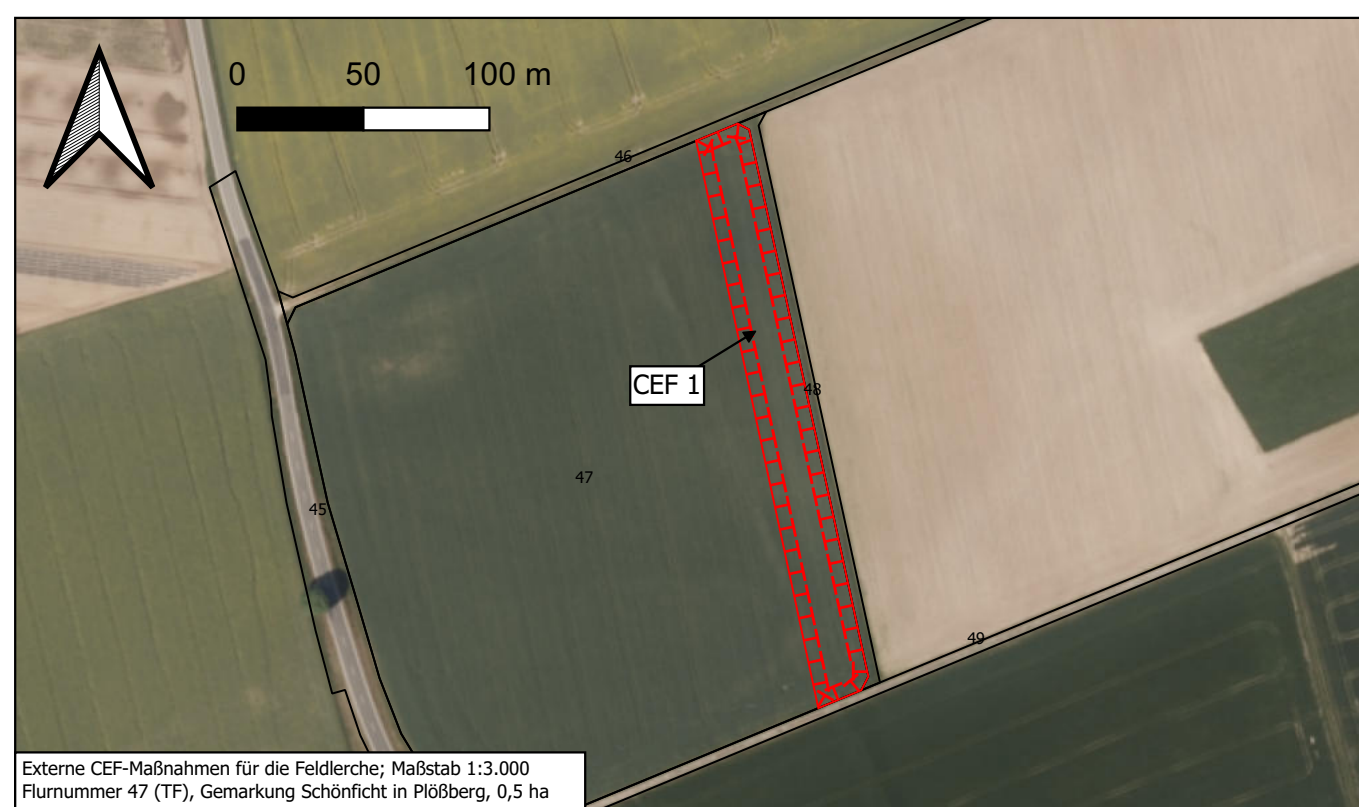 0 50 100 m
46
CEF 1
48
47
45
49
Externe CEF-Maßnahmen für die Feldlerche; Maßstab 1:3.000
Flurnummer 47 (TF), Gemarkung Schönficht in Plößberg, 0,5 ha